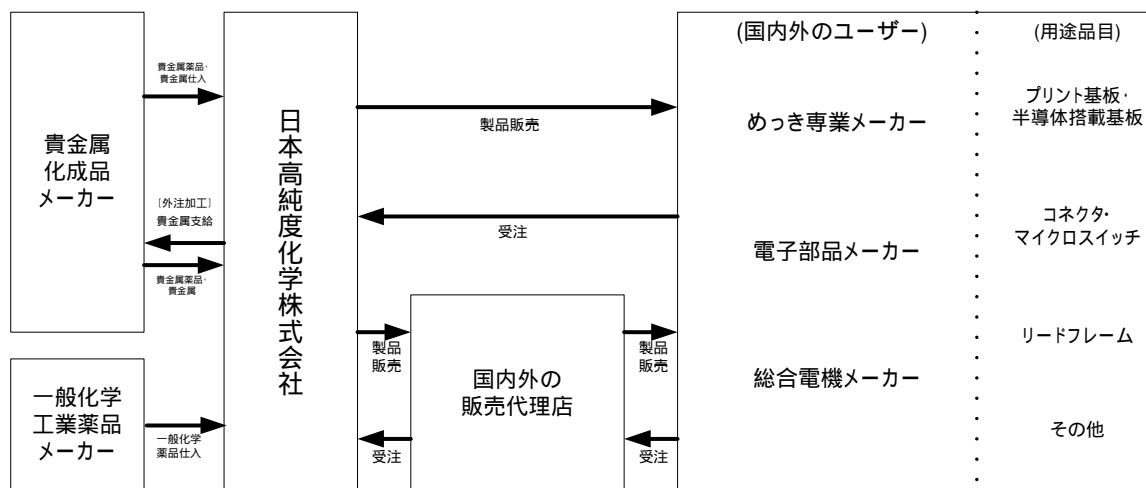 貴金属
化成品
メーカー
一般化学
工業薬品
メーカー
貴金属薬品・
貴金属仕入
〔外注加工〕
貴金属支給
貴金属薬品・
貴金属
一般化学
薬品仕入
日本高純度化学株式会社
製品販売
受注
製品
販売
受注
国内外の
販売代理店
製品
販売
受注
(国内外のユーザー)
めっき専業メーカー
電子部品メーカー
総合電機メーカー
(用途品目)
プリント基板・
半導体搭載基板
コネクタ・
マイクロスイッチ
リードフレーム
その他